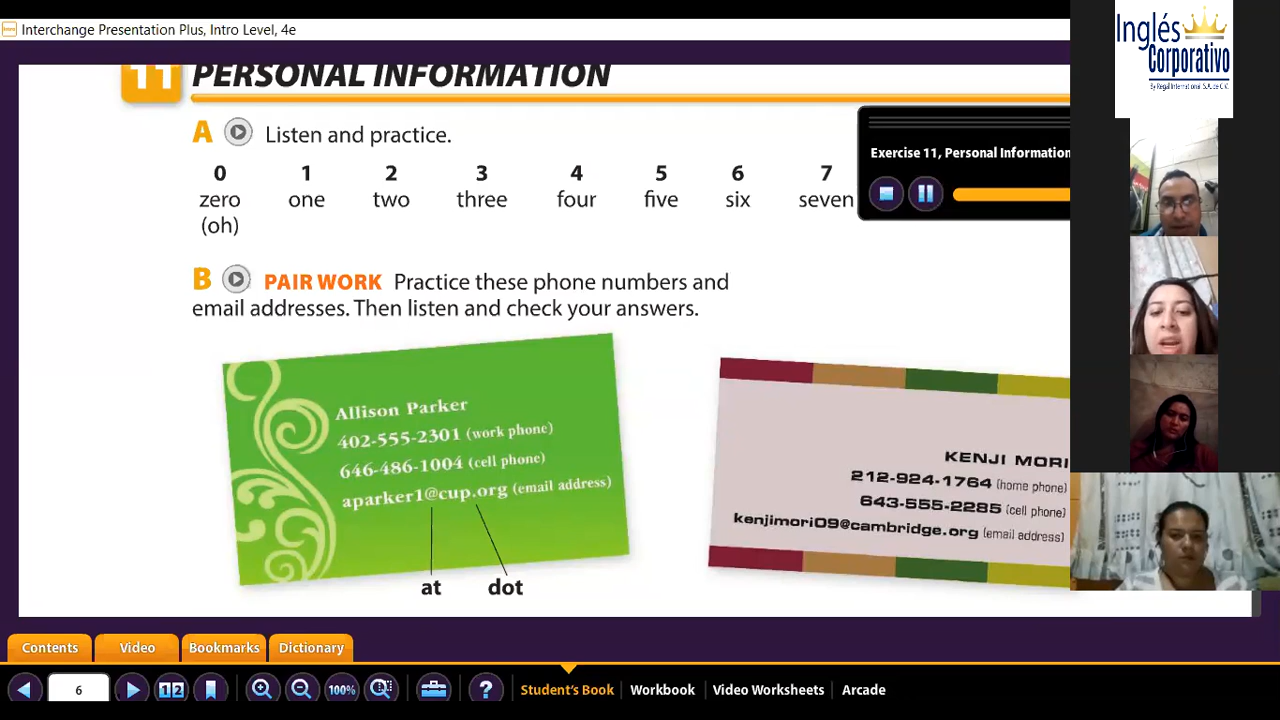 Interchange Presentation Plus, Intro Level, 4e
Inglés
Corporativo
By Regal International S.A. de C.V.
11 PERSONAL INFORMATION
A Listen and practice.
0 1 2 3 4 5 6 7
zero one two three four five six seven
(oh)
Exercise 11, Personal Information
B PAIR WORK Practice these phone numbers and
email addresses. Then listen and check your answers.
Allison Parker
402-555-2301 (work phone)
646-486-1004 (cell phone)
aparker1@cup.org (email address)
at dot
KENJI MORI
212-924-1764 (home phone)
643-555-2285 (cell phone)
kenjimori09@cambridge.org (email address)
Contents Video Bookmarks Dictionary
6 12 100% ? Student's Book Workbook Video Worksheets Arcade